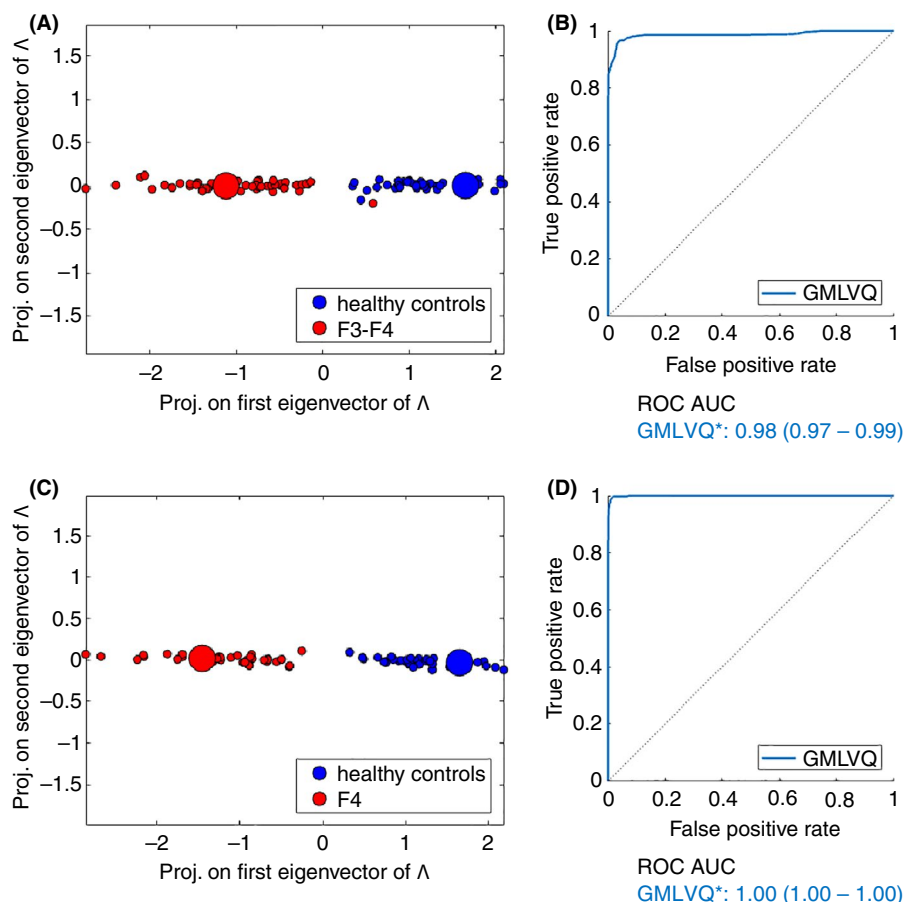 (A)
Proj. on second eigenvector of Λ
1.5
1
0.5
0
−0.5
−1
−1.5
healthy controls
F3-F4
−2 −1 0 1 2
Proj. on first eigenvector of Λ
(B)
True positive rate
1
0.8
0.6
0.4
0.2
0
GMLVQ
0 0.2 0.4 0.6 0.8 1
False positive rate
ROC AUC
GMLVQ*: 0.98 (0.97 – 0.99)
(C)
Proj. on second eigenvector of Λ
1.5
1
0.5
0
−0.5
−1
−1.5
healthy controls
F4
−2 −1 0 1 2
Proj. on first eigenvector of Λ
(D)
True positive rate
1
0.8
0.6
0.4
0.2
0
GMLVQ
0 0.2 0.4 0.6 0.8 1
False positive rate
ROC AUC
GMLVQ*: 1.00 (1.00 – 1.00)